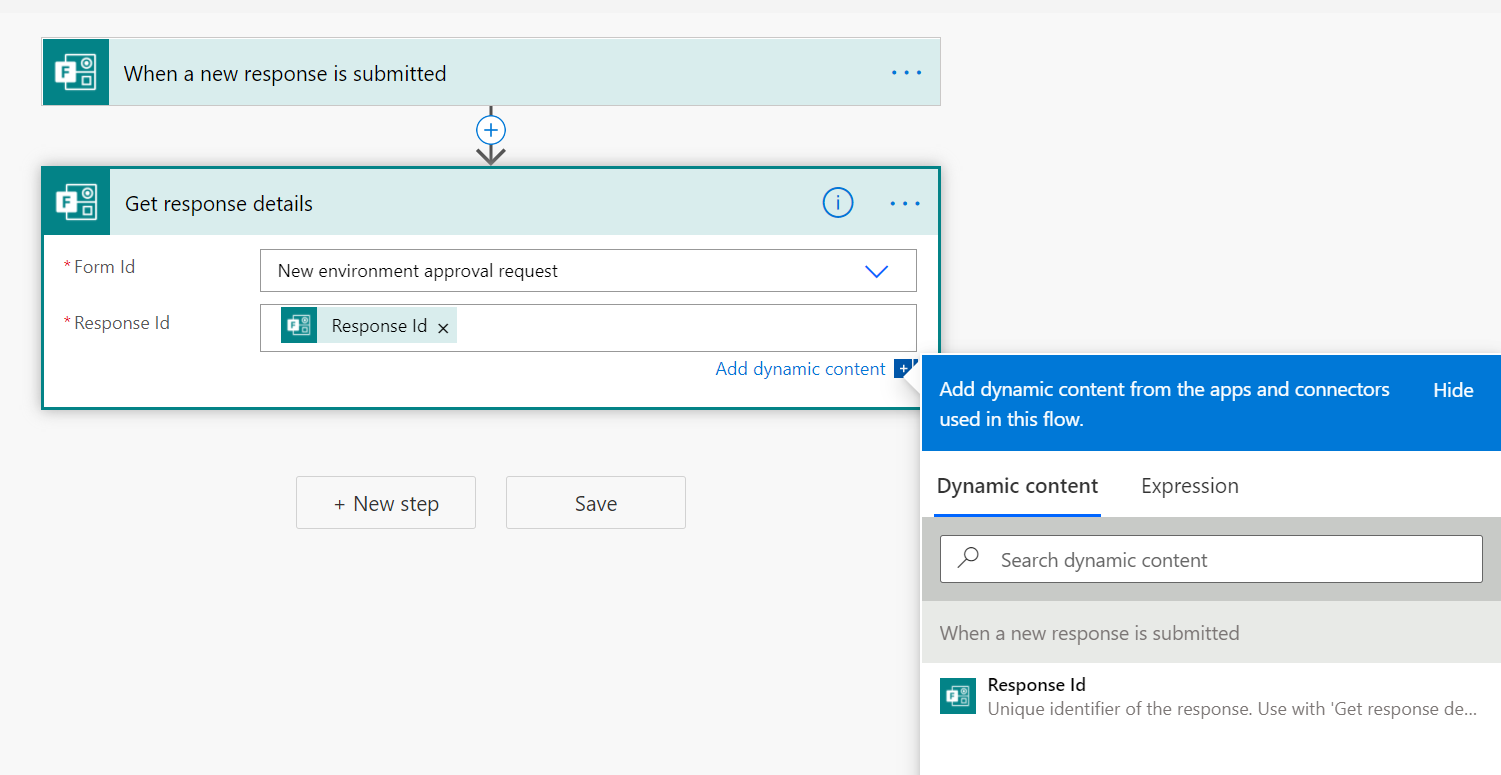 When a new response is submitted
Get response details
* Form Id
New environment approval request
* Response Id
Response Id ×
Add dynamic content
Add dynamic content from the apps and connectors
used in this flow.
Hide
Dynamic content
Expression
Search dynamic content
When a new response is submitted
Response Id
Unique identifier of the response. Use with 'Get response de...
+ New step
Save